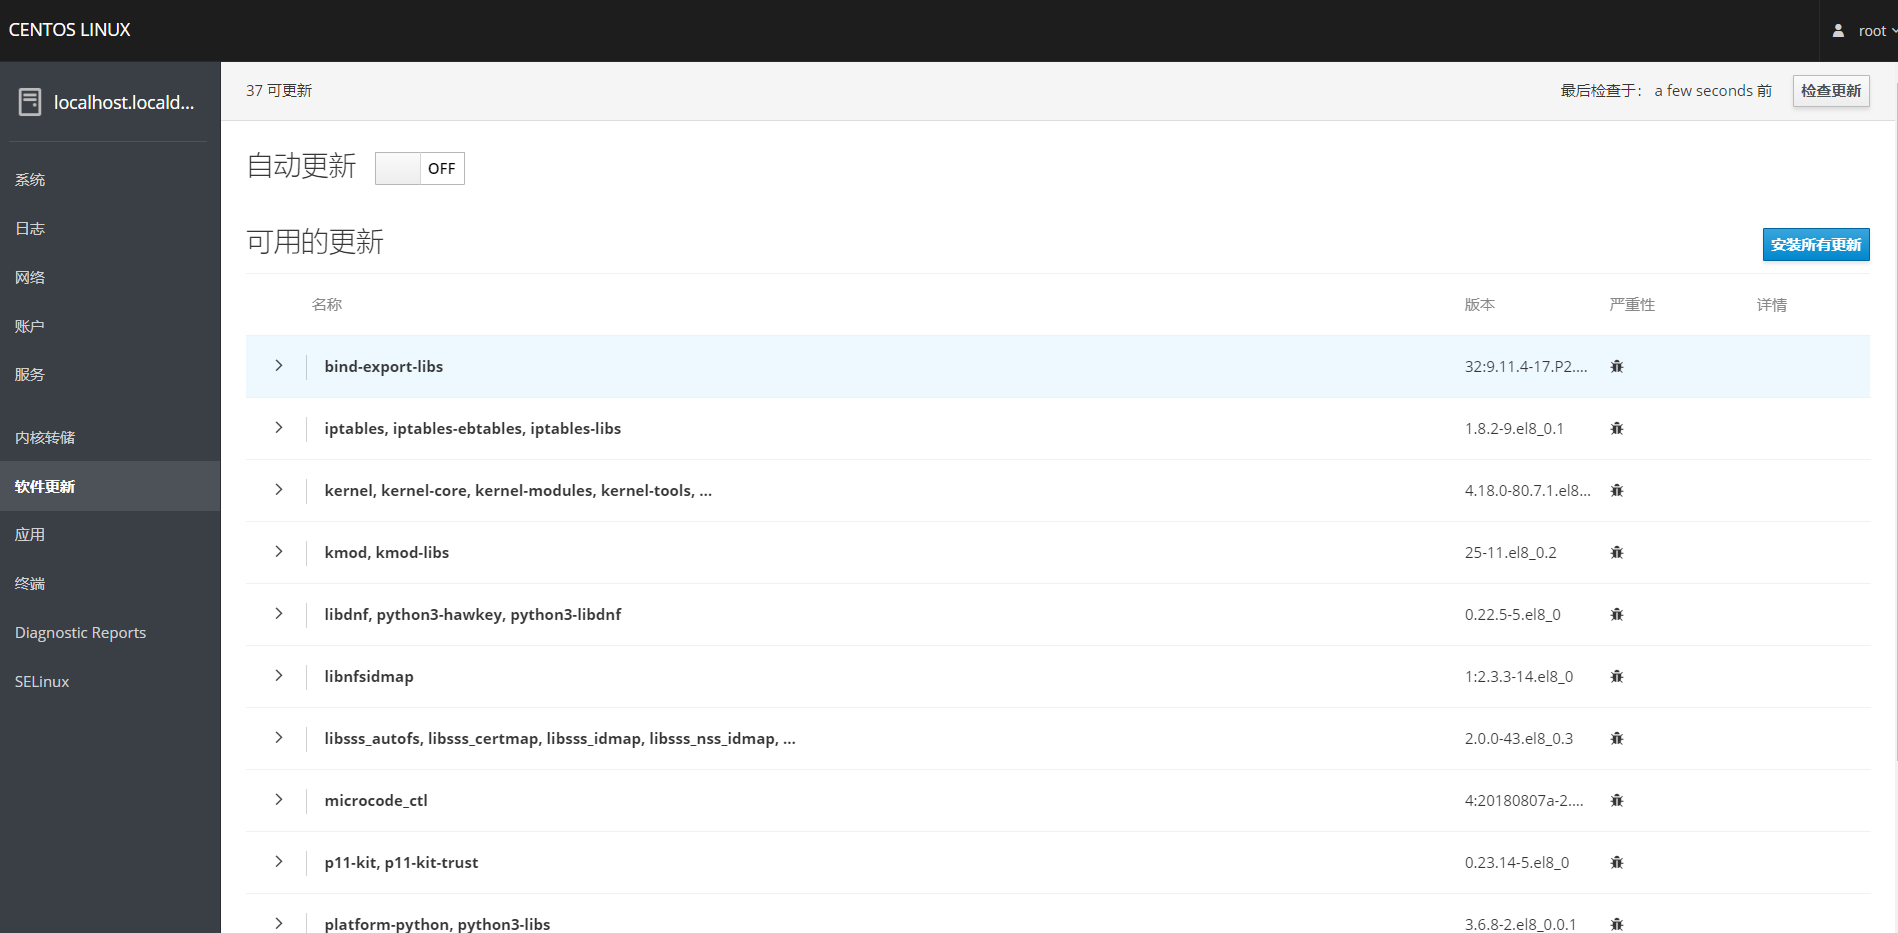 CENTOS LINUX
root
localhost.locald...
系统
日志
网络
账户
服务
内核转储
软件更新
应用
终端
Diagnostic Reports
SELinux
37 可更新
最后检查于： a few seconds 前
检查更新
自动更新 OFF
可用的更新
安装所有更新
名称 版本 严重性 详情
bind-export-libs 32:9.11.4-17.P2....
iptables, iptables-ebtables, iptables-libs 1.8.2-9.el8_0.1
kernel, kernel-core, kernel-modules, kernel-tools, ... 4.18.0-80.7.1.el8...
kmod, kmod-libs 25-11.el8_0.2
libdnf, python3-hawkey, python3-libdnf 0.22.5-5.el8_0
libnfsidmap 1:2.3.3-14.el8_0
libsss_autofs, libsss_certmap, libsss_idmap, libsss_nss_idmap, ... 2.0.0-43.el8_0.3
microcode_ctl 4:20180807a-2....
p11-kit, p11-kit-trust 0.23.14-5.el8_0
platform-python, python3-libs 3.6.8-2.el8_0.0.1